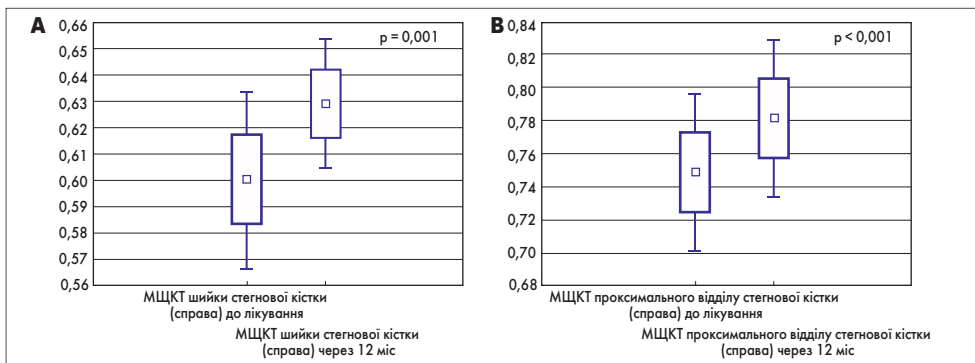 A
p = 0,001
0,66
0,65
0,64
0,63
0,62
0,61
0,60
0,59
0,58
0,57
0,56
МЩКТ шийки стегнової кістки
(справа) до лікування
МЩКТ шийки стегнової кістки
(справа) через 12 міс
B
p < 0,001
0,84
0,82
0,80
0,78
0,76
0,74
0,72
0,70
0,68
МЩКТ проксимального відділу стегнової кістки
(справа) до лікування
МЩКТ проксимального відділу стегнової кістки
(справа) через 12 міс